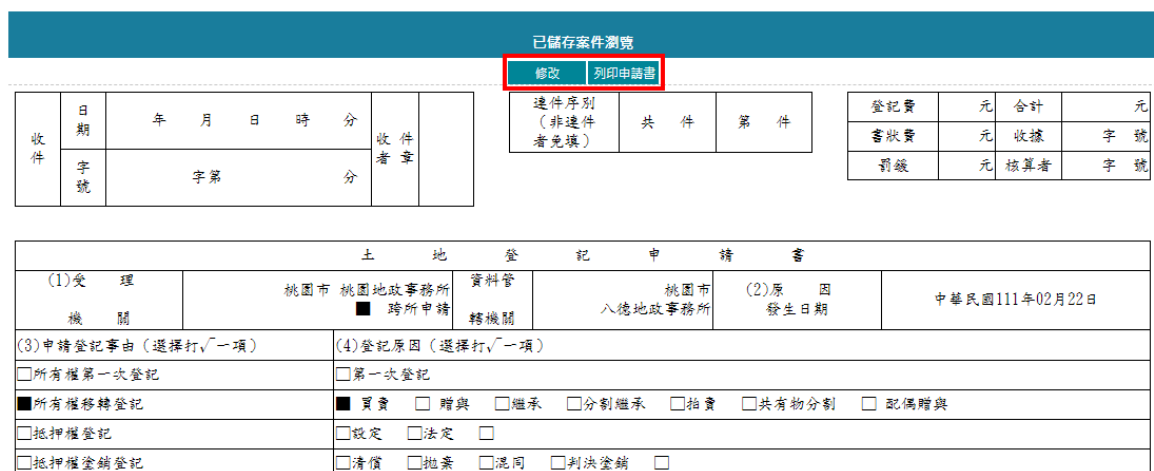 已儲存案件瀏覽
修改 列印申請書
收件 日期 年 月 日 時 分 收件者章
字號 字第 分
連件序別（非連件者免填） 共 件 第 件
登記費 元 合計 元
書狀費 元 收據 字 號
罰鍰 元 核算者 字 號
土 地 登 記 申 請 書
(1)受 理 機 關 桃園市 桃園地政事務所 ■ 跨所申請 資料管轄機關 桃園市 八德地政事務所 (2)原 因 發生日期 中華民國111年02月22日
(3)申請登記事由（選擇打√一項） (4)登記原因（選擇打√一項）
□所有權第一次登記 □第一次登記
■所有權移轉登記 ■ 買賣 □ 贈與 □繼承 □分割繼承 □拍賣 □共有物分割 □ 配偶贈與
□抵押權登記 □設定 □法定 □
□抵押權塗銷登記 □清償 □拋棄 □混同 □判決塗銷 □